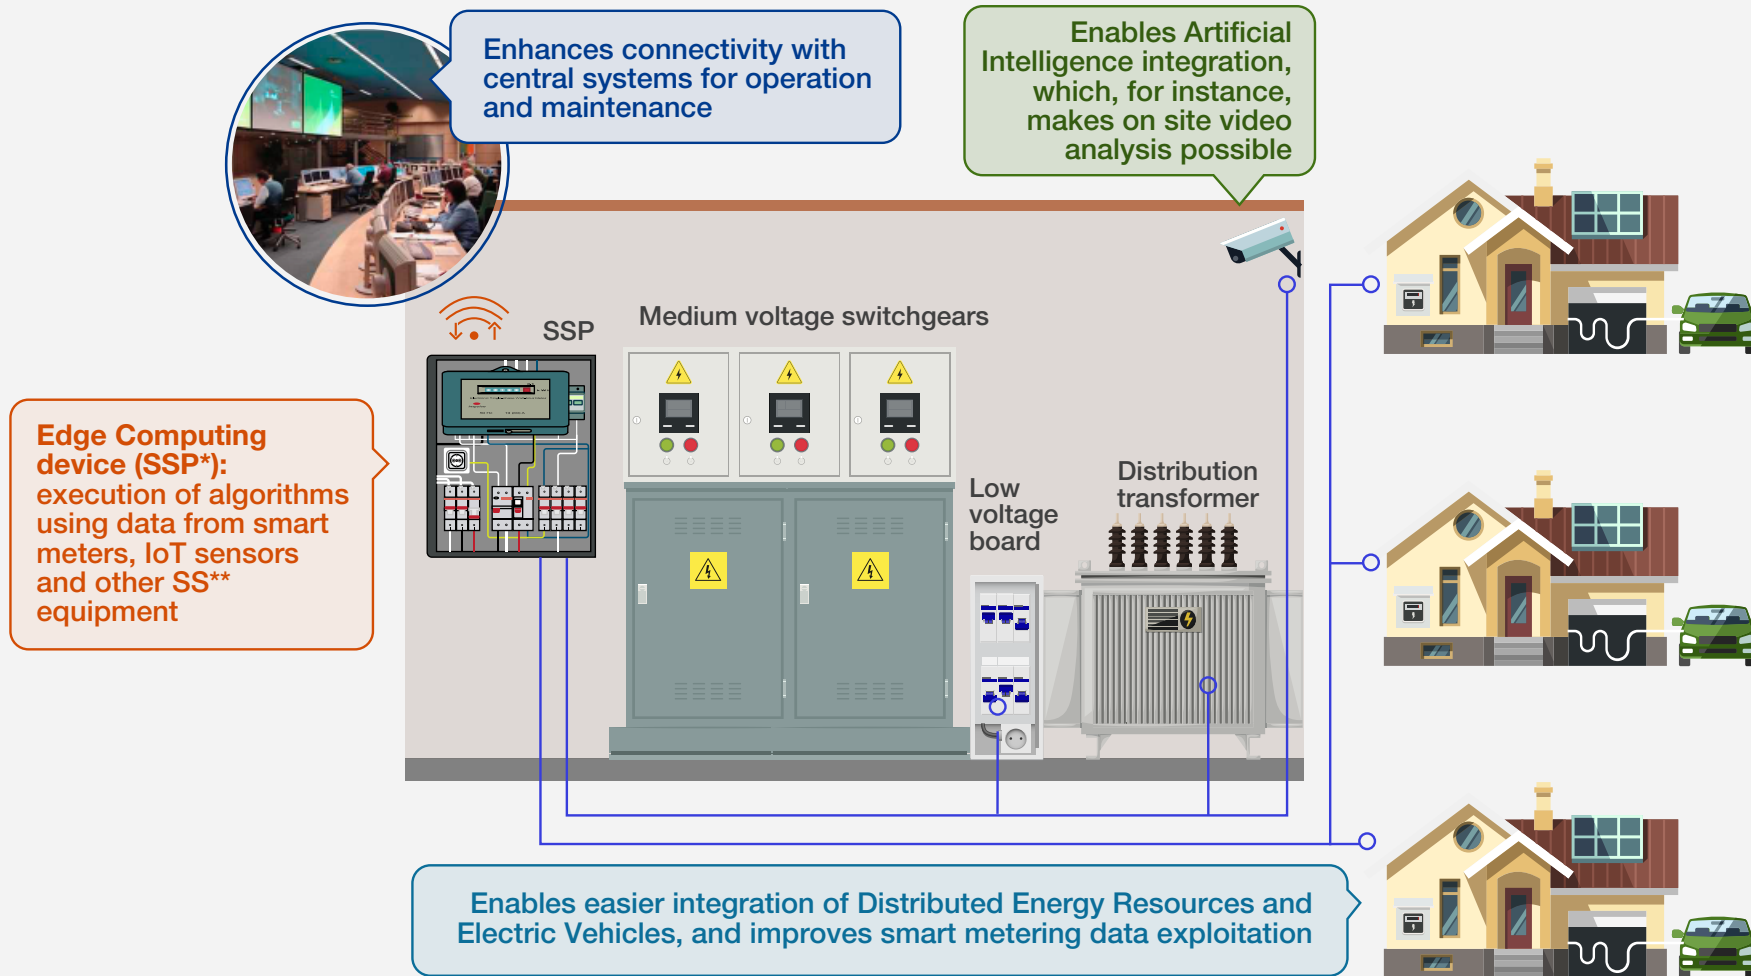 Enhances connectivity with
central systems for operation
and maintenance
Enables Artificial
Intelligence integration,
which, for instance,
makes on site video
analysis possible
SSP
Medium voltage switchgears
Edge Computing
device (SSP*):
execution of algorithms
using data from smart
meters, IoT sensors
and other SS**
equipment
Low
voltage
board
Distribution
transformer
Enables easier integration of Distributed Energy Resources and
Electric Vehicles, and improves smart metering data exploitation